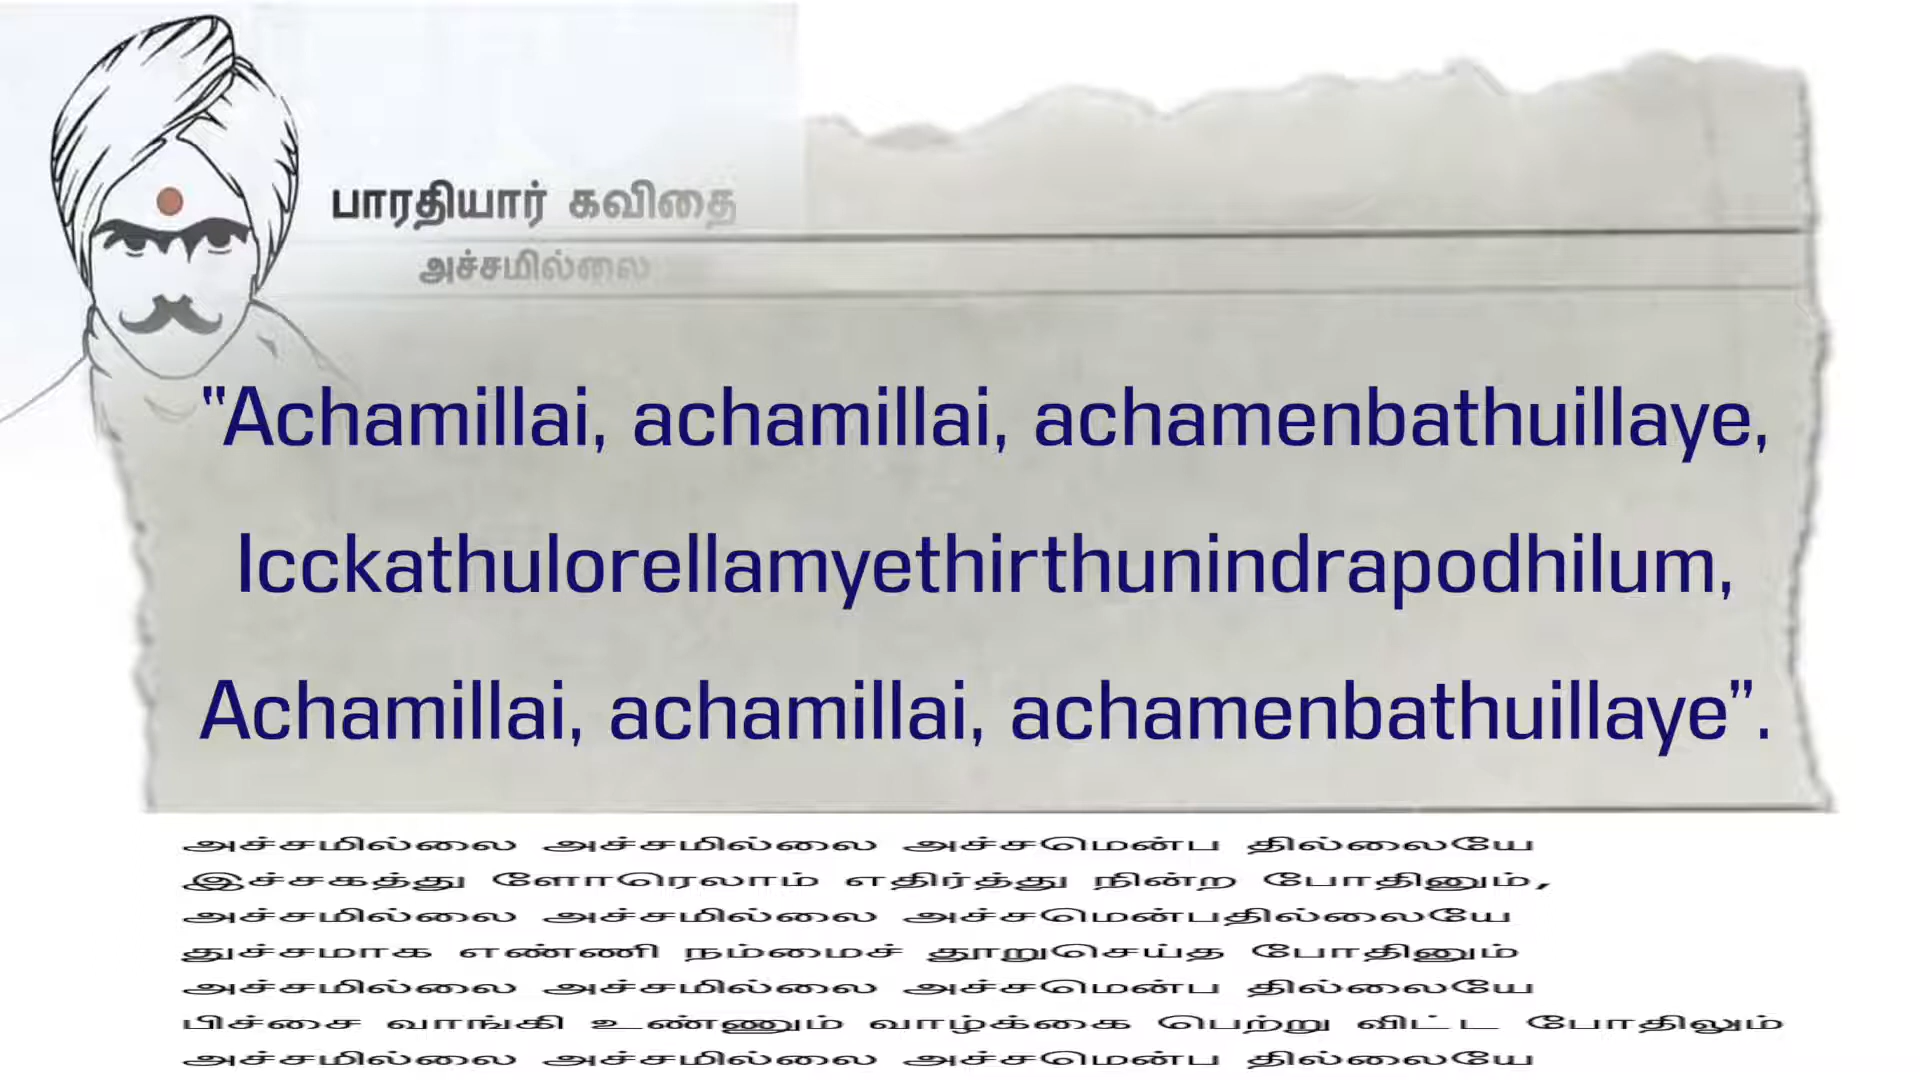 பாரதியார் கவிதை
அச்சமில்லை
"Achamillai, achamillai, achamenbathuillaye,
Icckathulorellamyethirthunindrapodhilum,
Achamillai, achamillai, achamenbathuillaye”.
அச்சமில்லை அச்சமில்லை அச்சமென்ப தில்லையே
இச்சகத்து ளோரெலாம் எதிர்த்து நின்ற போதினும்,
அச்சமில்லை அச்சமில்லை அச்சமென்பதில்லையே
துச்சமாக எண்ணி நம்மைச் தூறுசெய்த போதினும்
அச்சமில்லை அச்சமில்லை அச்சமென்ப தில்லையே
பிச்சை வாங்கி உண்ணும் வாழ்க்கை பெற்று விட்ட போதிலும்
அச்சமில்லை அச்சமில்லை அச்சமென்ப தில்லையே